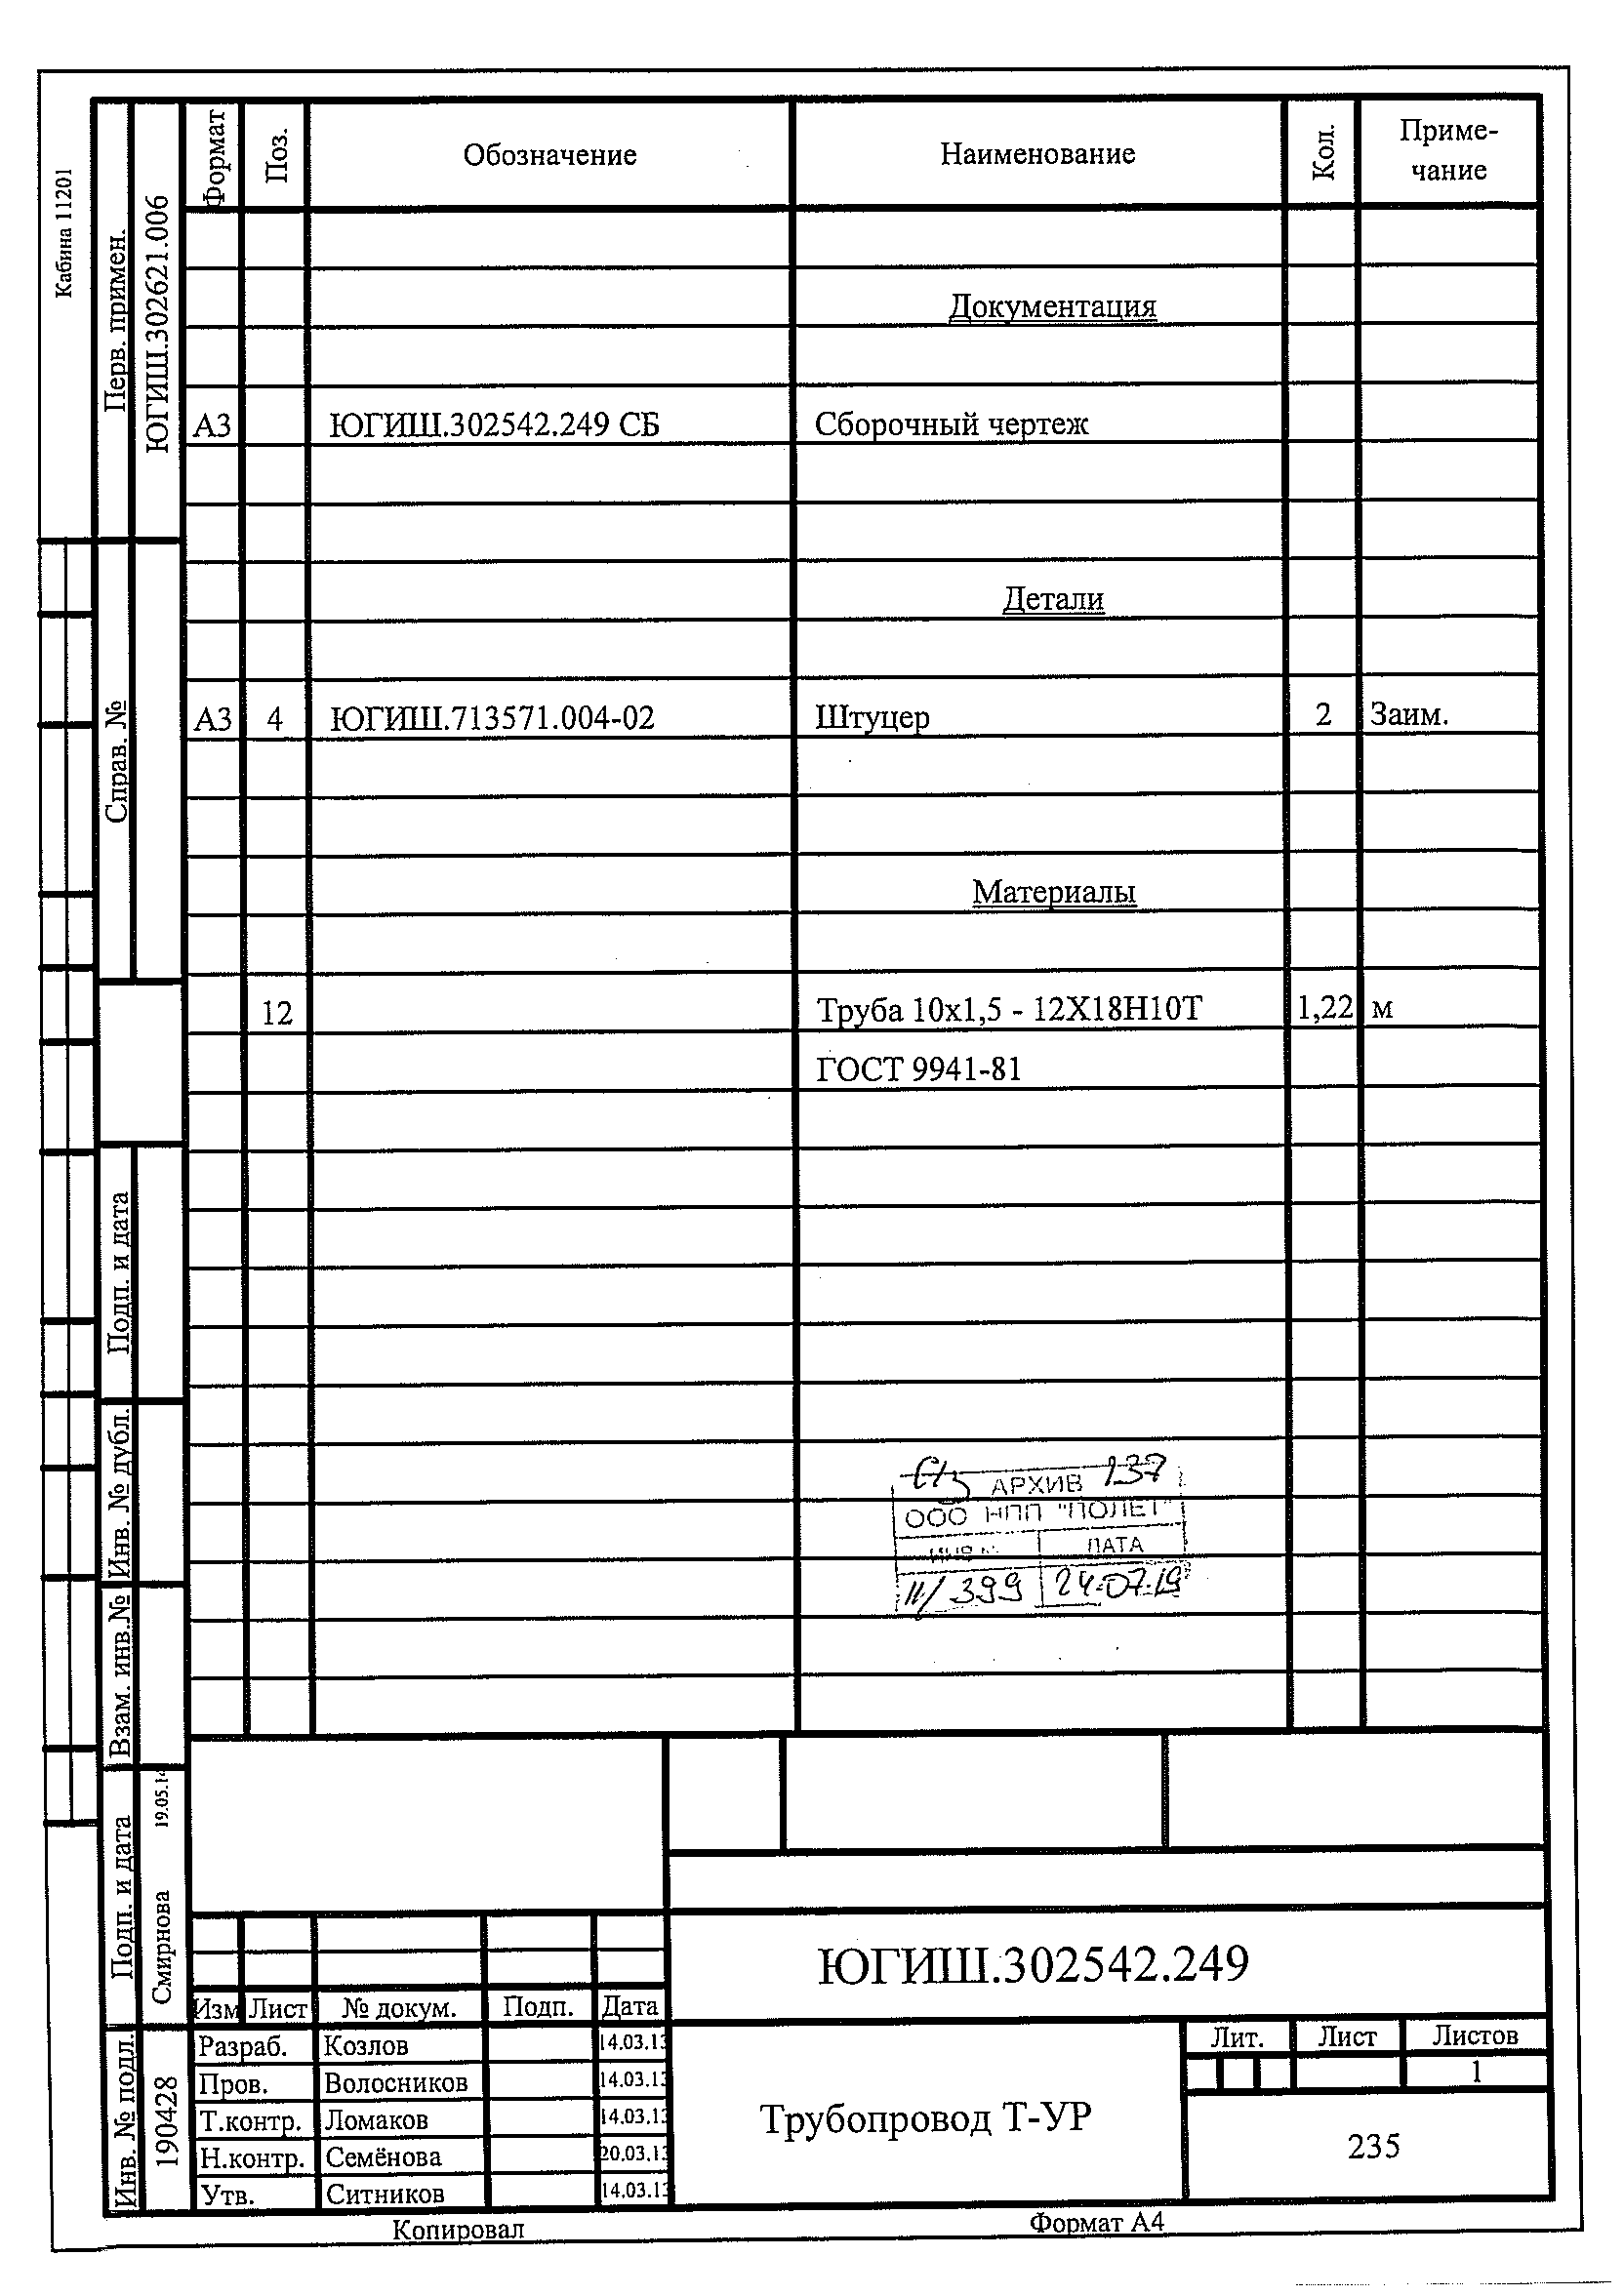 Кабина 11201
Перв. примен.
ЮГИШ.302621.006
Справ. №
Подп. и дата
Инв. № дубл.
Взам. инв.№
Подп. и дата
Смирнова 19.05.14
Инв. № подл.
190428
Формат Поз. Обозначение Наименование Кол. Приме-
чание
Документация
А3 ЮГИШ.302542.249 СБ Сборочный чертеж
Детали
А3 4 ЮГИШ.713571.004-02 Штуцер 2 Заим.
Материалы
12 Труба 10х1,5 - 12Х18Н10Т 1,22 м
ГОСТ 9941-81
АРХИВ 137
ООО НПП "ПОЛЕТ"
ИНВ № ДАТА
11/399 24.07.19
ЮГИШ.302542.249
Изм Лист № докум. Подп. Дата
Разраб. Козлов 14.03.13
Пров. Волосников 14.03.13
Т.контр. Ломаков 14.03.13
Н.контр. Семёнова 20.03.13
Утв. Ситников 14.03.13
Трубопровод Т-УР
Лит. Лист Листов
1
235
Копировал Формат А4